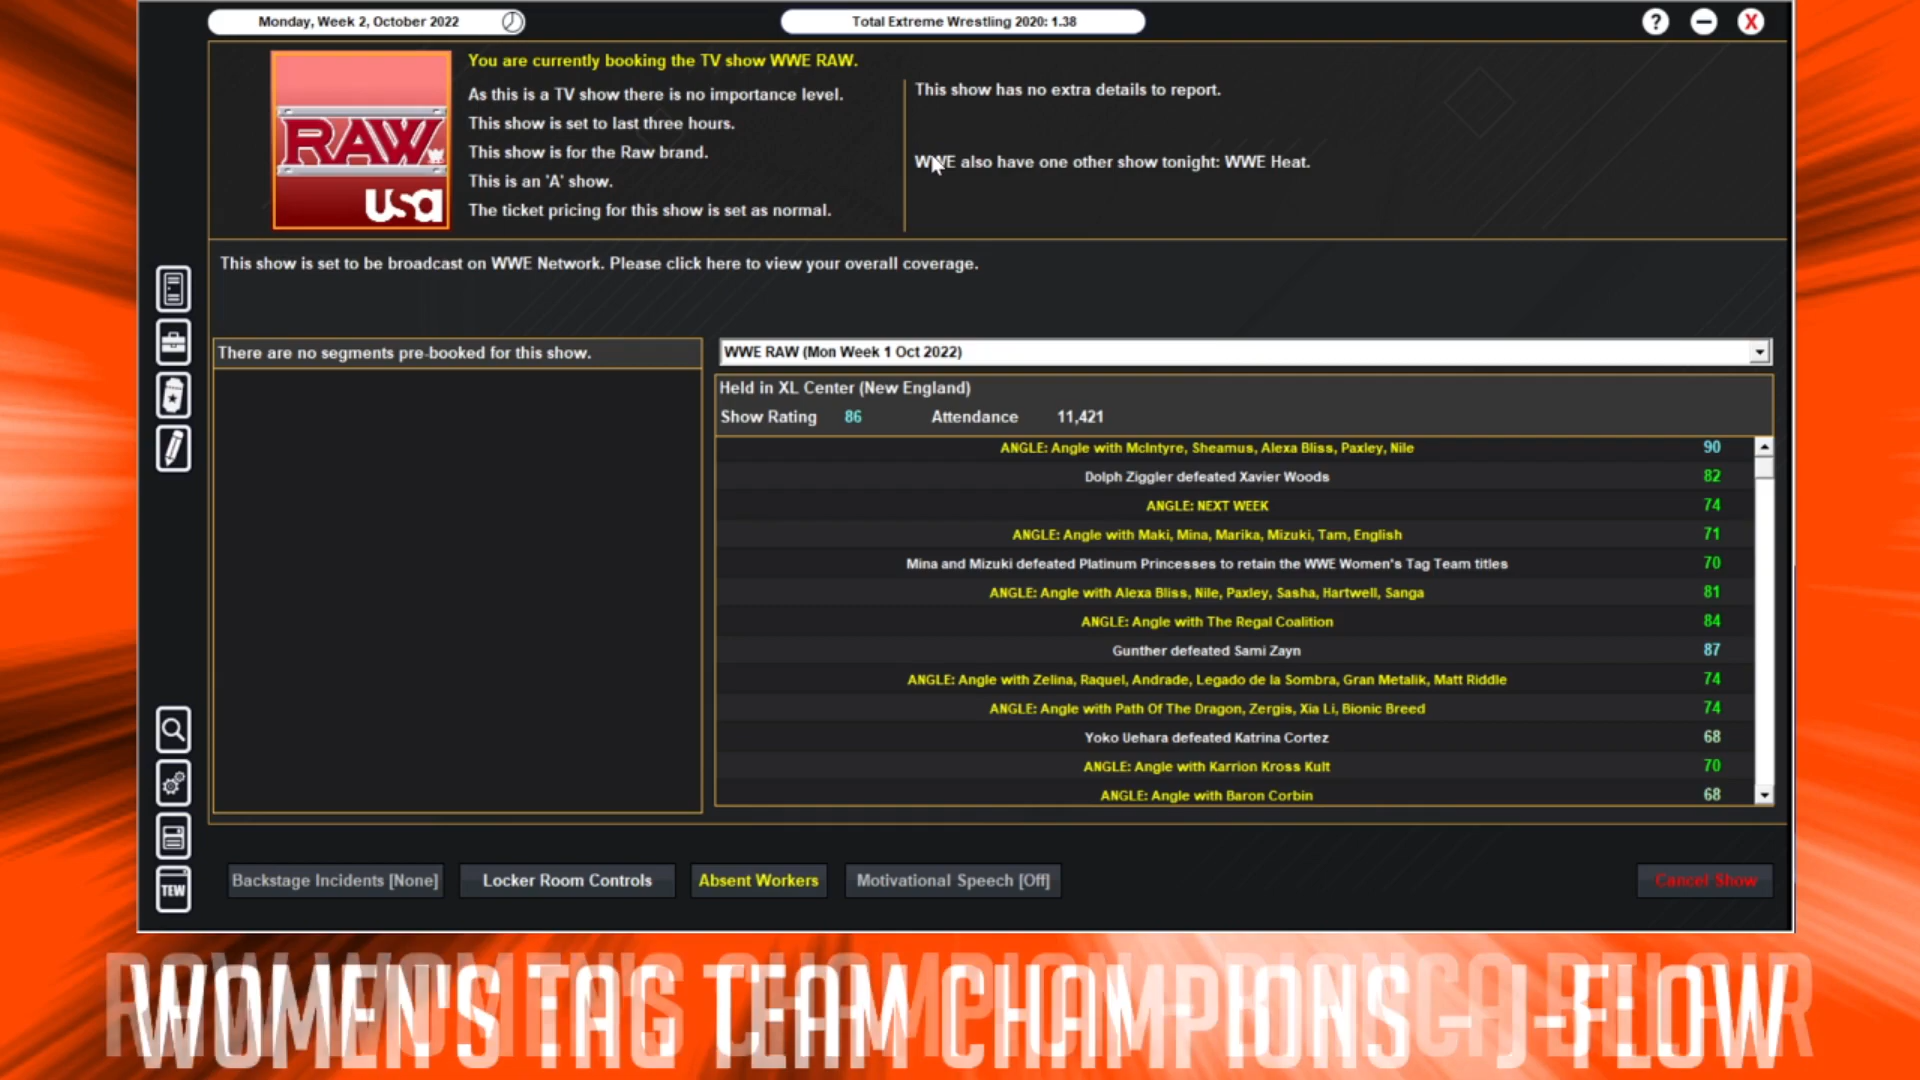 Monday, Week 2, October 2022
Total Extreme Wrestling 2020: 1.38
?
X
You are currently booking the TV show WWE RAW.
As this is a TV show there is no importance level.
This show is set to last three hours.
This show is for the Raw brand.
This is an 'A' show.
The ticket pricing for this show is set as normal.
This show has no extra details to report.
WWE also have one other show tonight: WWE Heat.
RAW
USA
This show is set to be broadcast on WWE Network. Please click here to view your overall coverage.
There are no segments pre-booked for this show.
WWE RAW (Mon Week 1 Oct 2022)
Held in XL Center (New England)
Show Rating 86 Attendance 11,421
ANGLE: Angle with McIntyre, Sheamus, Alexa Bliss, Paxley, Nile 90
Dolph Ziggler defeated Xavier Woods 82
ANGLE: NEXT WEEK 74
ANGLE: Angle with Maki, Mina, Marika, Mizuki, Tam, English 71
Mina and Mizuki defeated Platinum Princesses to retain the WWE Women's Tag Team titles 70
ANGLE: Angle with Alexa Bliss, Nile, Paxley, Sasha, Hartwell, Sanga 81
ANGLE: Angle with The Regal Coalition 84
Gunther defeated Sami Zayn 87
ANGLE: Angle with Zelina, Raquel, Andrade, Legado de la Sombra, Gran Metalik, Matt Riddle 74
ANGLE: Angle with Path Of The Dragon, Zergis, Xia Li, Bionic Breed 74
Yoko Uehara defeated Katrina Cortez 68
ANGLE: Angle with Karrion Kross Kult 70
ANGLE: Angle with Baron Corbin 68
TEW
Backstage Incidents [None]
Locker Room Controls
Absent Workers
Motivational Speech [Off]
Cancel Show
WOMEN'S TAG TEAM CHAMPIONS - J-FLOW
RAW WOMEN'S CHAMPION - BIANCA BELAIR